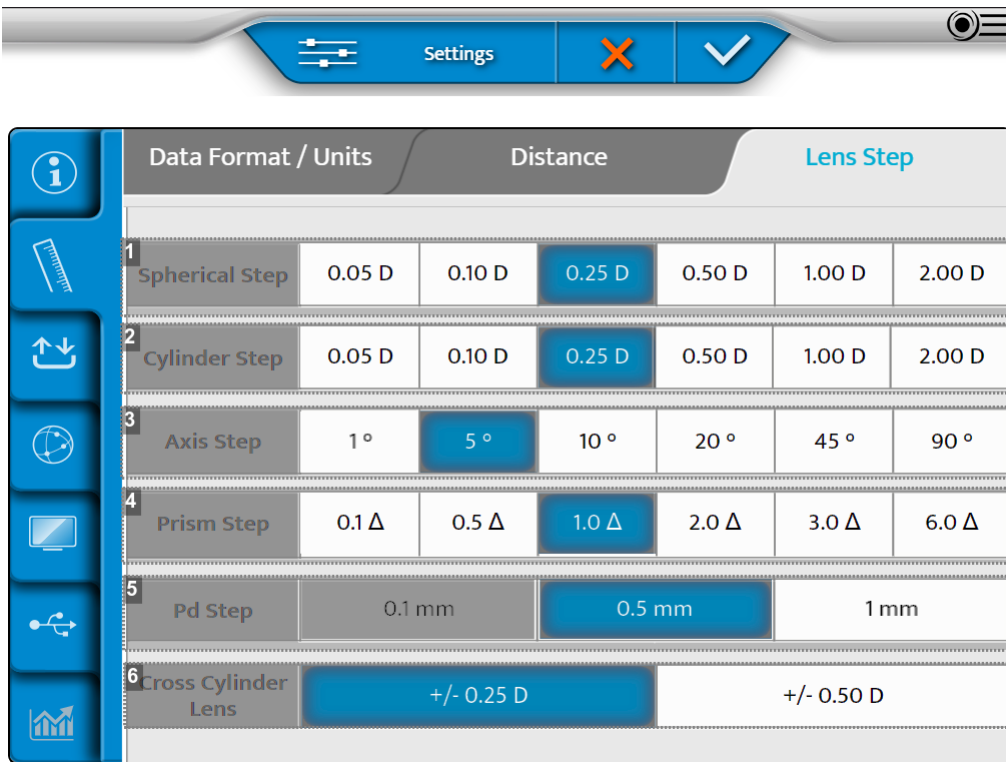 Settings
Data Format / Units Distance Lens Step
1
Spherical Step 0.05 D 0.10 D 0.25 D 0.50 D 1.00 D 2.00 D
2
Cylinder Step 0.05 D 0.10 D 0.25 D 0.50 D 1.00 D 2.00 D
3
Axis Step 1 ° 5 ° 10 ° 20 ° 45 ° 90 °
4
Prism Step 0.1 Δ 0.5 Δ 1.0 Δ 2.0 Δ 3.0 Δ 6.0 Δ
5
Pd Step 0.1 mm 0.5 mm 1 mm
6
Cross Cylinder
Lens +/- 0.25 D +/- 0.50 D